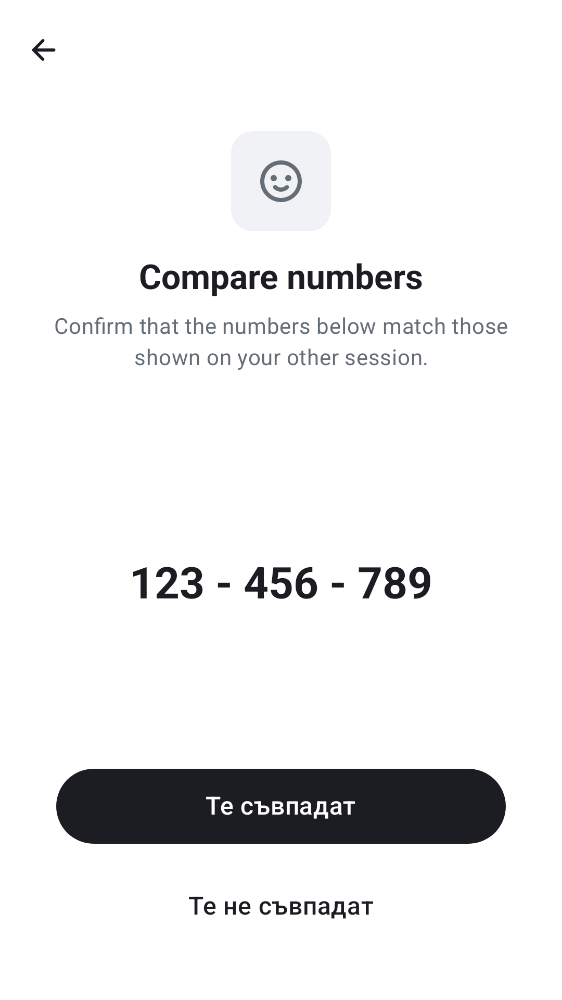 Compare numbers
Confirm that the numbers below match those
shown on your other session.
123 - 456 - 789
Те съвпадат
Те не съвпадат